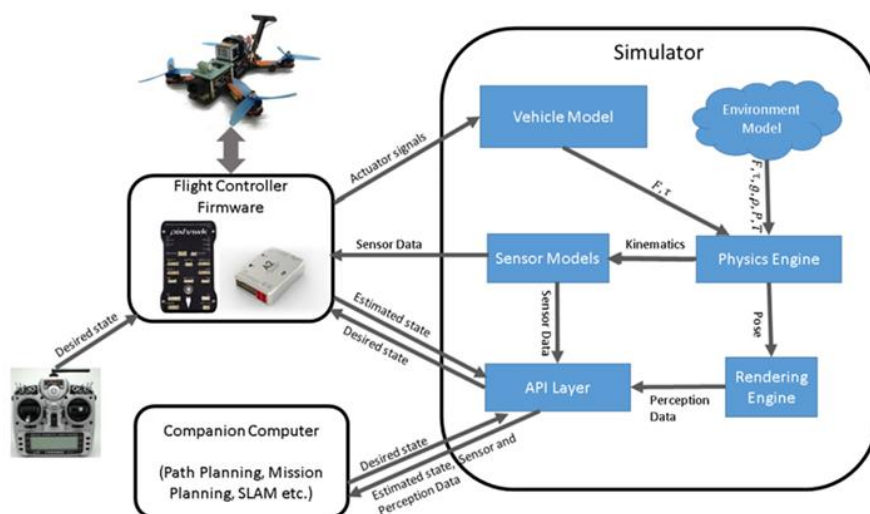 Simulator
Vehicle Model
Environment
Model
Actuator signals
F,τ
F,τ,g,ρ,P,T
Flight Controller
Firmware
pixhawk
Sensor Data
Sensor Models
Kinematics
Physics Engine
Desired state
Estimated state
Desired state
Sensor
Data
Pose
API Layer
Perception
Data
Rendering
Engine
Companion Computer
(Path Planning, Mission
Planning, SLAM etc.)
Desired state
Estimated state, Sensor and
Perception Data